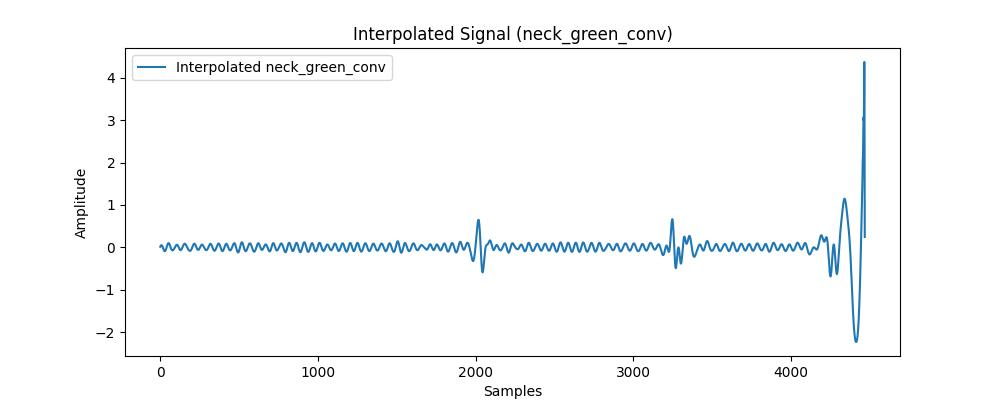 Interpolated Signal (neck_green_conv)
Interpolated neck_green_conv
4
3
2
1
0
−1
−2
Amplitude
0 1000 2000 3000 4000
Samples